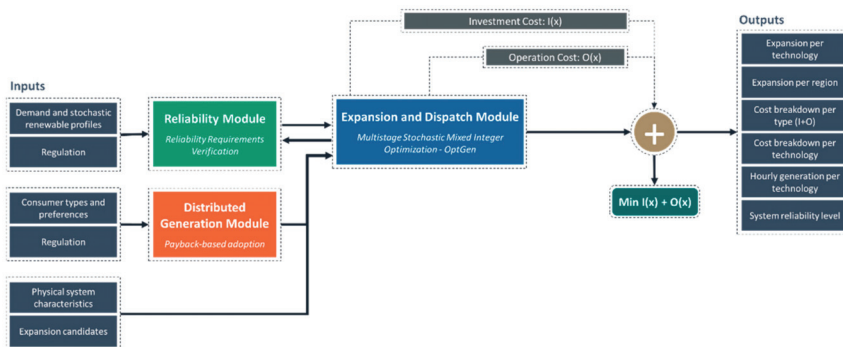 Investment Cost: I(x)
Outputs
Operation Cost: O(x)
Expansion per
technology
Expansion per region
Cost breakdown per
type (I+O)
Cost breakdown per
technology
Hourly generation per
technology
System reliability level
Inputs
Demand and stochastic
renewable profiles
Regulation
Reliability Module
Reliability Requirements
Verification
Expansion and Dispatch Module
Multistage Stochastic Mixed Integer
Optimization - OptGen
+
Min I(x) + O(x)
Consumer types and
preferences
Regulation
Distributed
Generation Module
Payback-based adoption
Physical system
characteristics
Expansion candidates